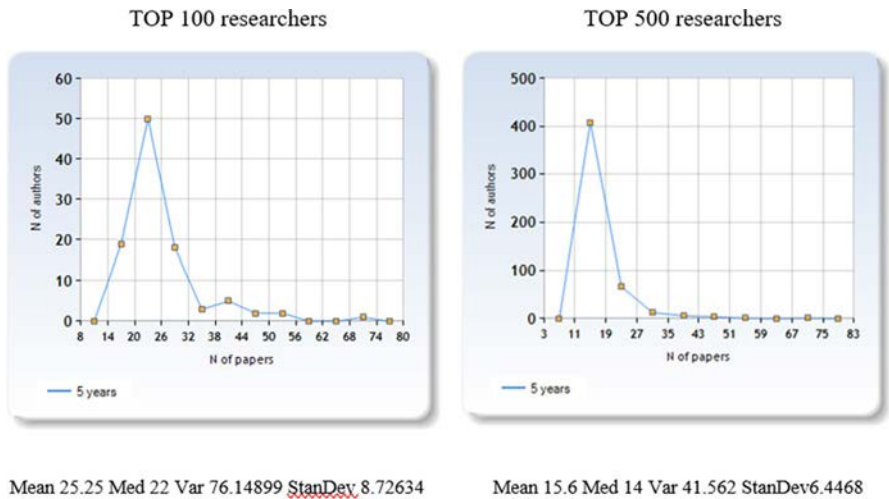 TOP 100 researchers
60
50
40
30
20
10
0
N of authors
8 14 20 26 32 38 44 50 56 62 68 74 80
N of papers
5 years
Mean 25.25 Med 22 Var 76.14899 StanDev 8.72634
TOP 500 researchers
500
400
300
200
100
0
N of authors
3 11 19 27 35 43 51 59 67 75 83
N of papers
5 years
Mean 15.6 Med 14 Var 41.562 StanDev6.4468